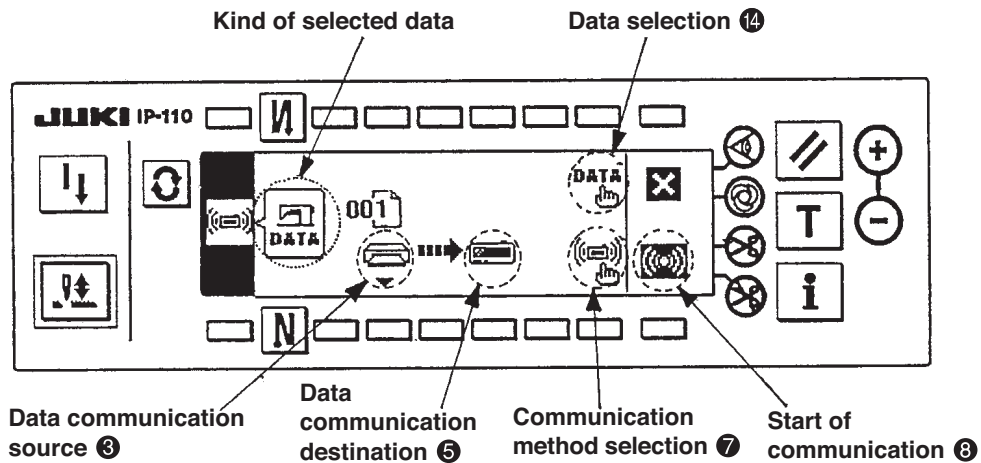 Kind of selected data
Data selection ⓮
JUKI IP-110
И
DATA
001
DATA
T
i
+
−
N
Data communication
source ❸
Data
communication
destination ❺
Communication
method selection ❼
Start of
communication ❽